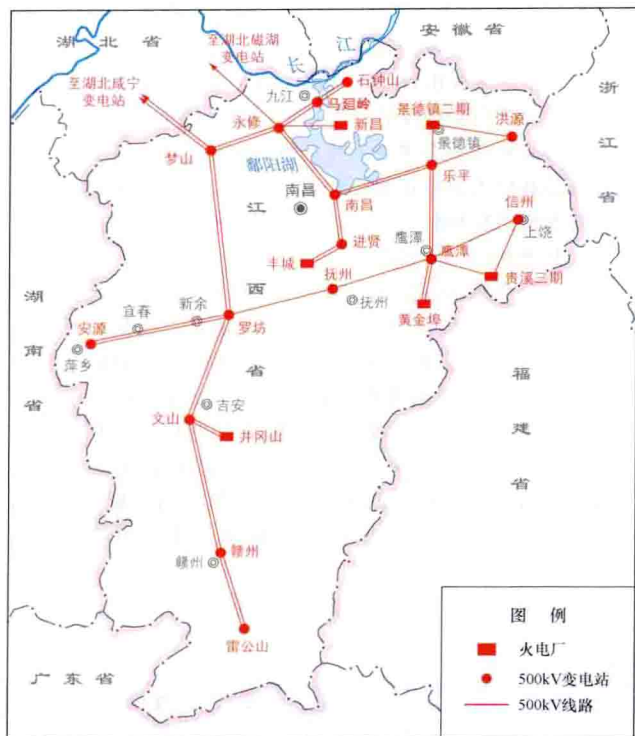 湖北省
安徽省
至湖北磁湖
变电站
长江
石钟山
至湖北咸宁
变电站
九江
马廻岭
浙江省
永修
新昌
景德镇二期
洪源
景德镇
梦山
鄱阳湖
乐平
南昌
南昌
信州
上饶
江西省
进贤
鹰潭
鹰潭
丰城
抚州
贵溪三期
抚州
湖南省
宜春
新余
黄金埠
安源
罗坊
萍乡
福建省
吉安
文山
井冈山
赣州
赣州
雷公山
广东省
图例
火电厂
500kV变电站
500kV线路